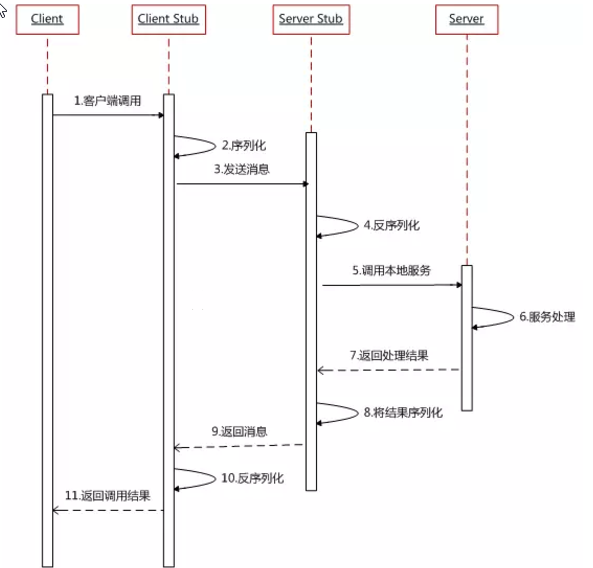 Client
Client Stub
Server Stub
Server
1.客户端调用
2.序列化
3.发送消息
4.反序列化
5.调用本地服务
6.服务处理
7.返回处理结果
8.将结果序列化
9.返回消息
10.反序列化
11.返回调用结果